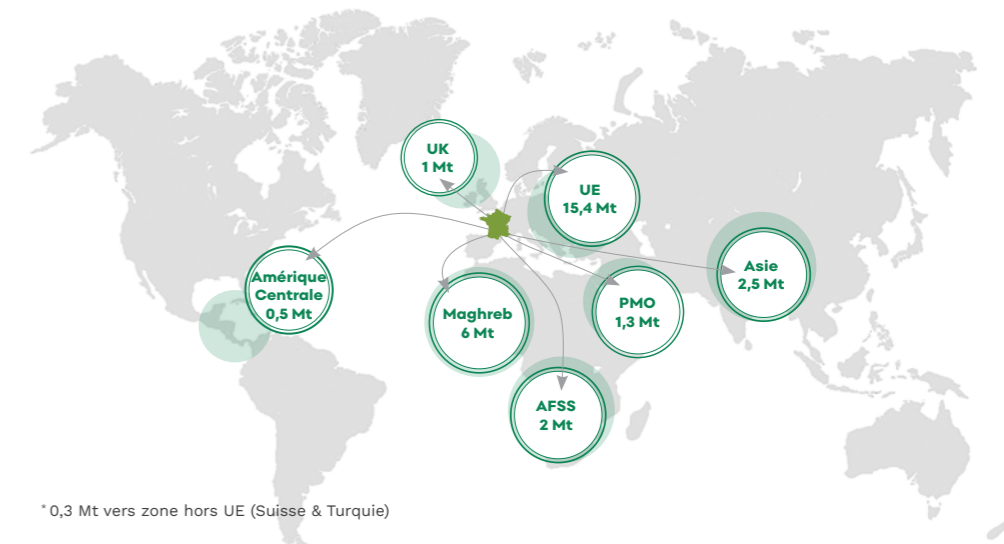 UK
1 Mt
UE
15,4 Mt
Amérique
Centrale
0,5 Mt
Maghreb
6 Mt
PMO
1,3 Mt
Asie
2,5 Mt
AFSS
2 Mt
* 0,3 Mt vers zone hors UE (Suisse & Turquie)